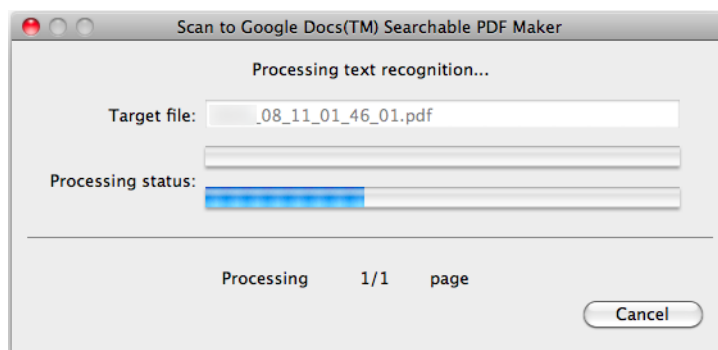 Scan to Google Docs(TM) Searchable PDF Maker
Processing text recognition...
Target file: _08_11_01_46_01.pdf
Processing status:
Processing 1/1 page
Cancel